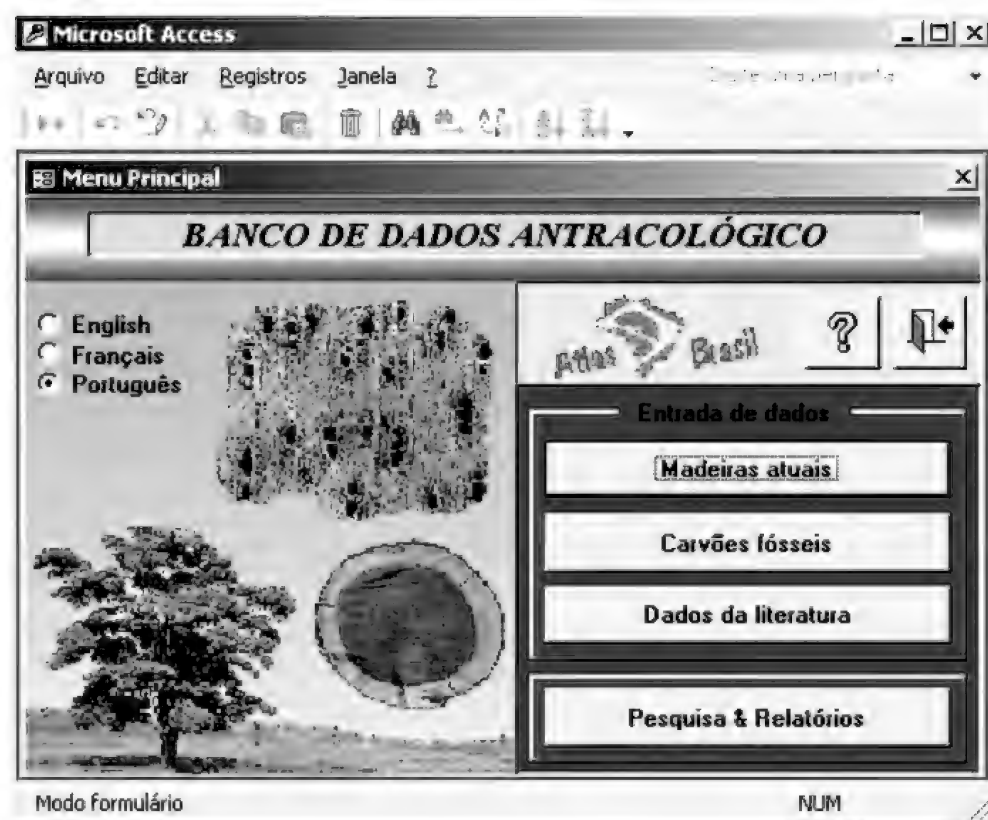 Microsoft Access
Arquivo Editar Registros Janela ?
Menu Principal
BANCO DE DADOS ANTRACOLÓGICO
English
Français
Português
Atlas Brasil
?
Entrada de dados
Madeiras atuais
Carvões fósseis
Dados da literatura
Pesquisa & Relatórios
Modo formulário NUM